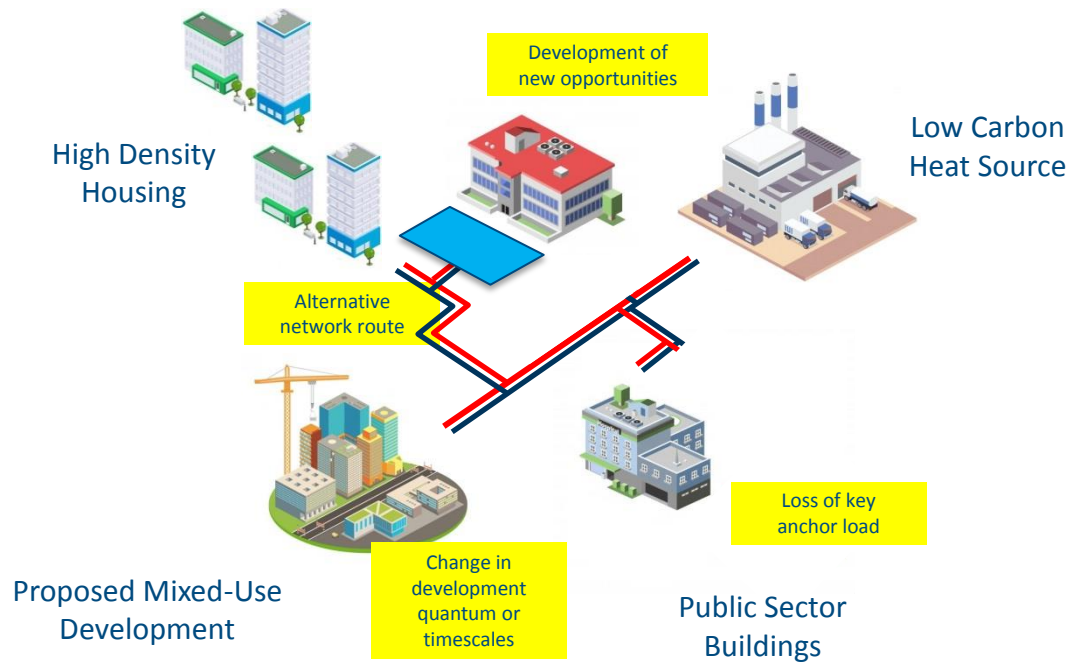 Development of
new opportunities
Low Carbon
Heat Source
High Density
Housing
Alternative
network route
Loss of key
anchor load
Change in
development
quantum or
timescales
Proposed Mixed-Use
Development
Public Sector
Buildings